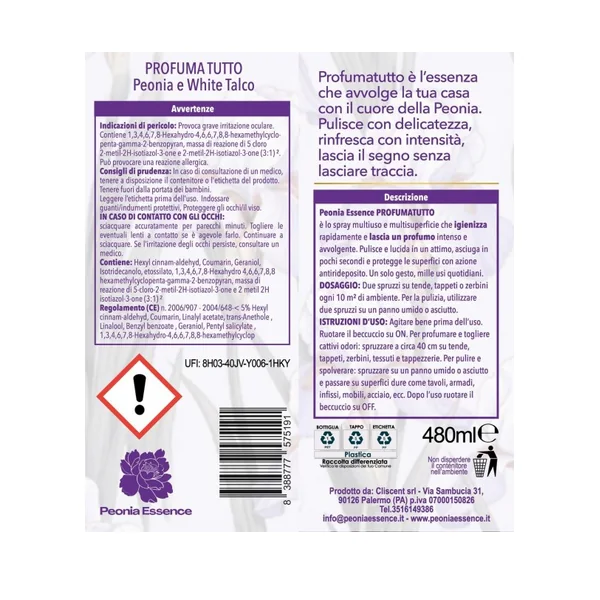 PROFUMA TUTTO
Peonia e White Talco
Avvertenze
Indicazioni di pericolo: Provoca grave irritazione oculare.
Contiene 1,3,4,6,7,8-Hexahydro-4,6,6,7,8,8-hexamethylcyclo-
penta-gamma-2-benzopyran, massa di reazione di 5 cloro
2-metil-2H-isotiazol-3-one e 2-metil-2H-isotiazol-3-one (3:1)².
Può provocare una reazione allergica.
Consigli di prudenza: In caso di consultazione di un medico,
tenere a disposizione il contenitore o l'etichetta del prodotto.
Tenere fuori dalla portata dei bambini.
Leggere l'etichetta prima dell'uso. Indossare
guanti/indumenti protettivi, Proteggere gli occhi/il viso.
IN CASO DI CONTATTO CON GLI OCCHI:
sciacquare accuratamente per parecchi minuti. Togliere le
eventuali lenti a contatto se è agevole farlo. Continuare a
sciacquare. Se l'irritazione degli occhi persiste, consultare un
medico.
Contiene: Hexyl cinnam-aldehyde, Coumarin, Geraniol,
Isotridecanolo, etossilato, 1,3,4,6,7,8-Hexahydro 4,6,6,7,8,8
hexamethylcyclopenta-gamma-2-benzopyran, massa di
reazione di 5-cloro 2-metil-2H-isotiazol-3-one e 2 metil 2H
isotiazol-3-one (3:1)²
Regolamento (CE) n. 2006/907 - 2004/648-< 5% Hexyl
cinnam-aldehyde, Coumarin, Linalyl acetate, trans-Anethole ,
Linalool, Benzyl benzoate , Geraniol, Pentyl salicylate ,
1,3,4,6,7,8-Hexahydro-4,6,6,7,8,8-hexamethylcyclopenta
UFI: 8H03-40JV-Y006-1HKY
8 388777 575191
Peonia Essence
Profumatutto è l'essenza
che avvolge la tua casa
con il cuore della Peonia.
Pulisce con delicatezza,
rinfresca con intensità,
lascia il segno senza
lasciare traccia.
Descrizione
Peonia Essence PROFUMATUTTO
è lo spray multiuso e multisuperficie che igienizza
rapidamente e lascia un profumo intenso e
avvolgente. Pulisce e lucida in un attimo, asciuga in
pochi secondi e protegge le superfici con azione
antirideposito. Un solo gesto, mille usi quotidiani.
DOSAGGIO: Due spruzzi su tende, tappeti o zerbini
ogni 10 m² di ambiente. Per la pulizia, utilizzare
due spruzzi su un panno umido o asciutto.
ISTRUZIONI D'USO: Agitare bene prima dell'uso.
Ruotare il beccuccio su ON. Per profumare e togliere
cattivi odori: spruzzare a circa 40 cm su tende,
tappeti, zerbini, tessuti e tappezzerie. Per pulire e
spolverare: spruzzare su un panno umido o asciutto
e passare su superfici dure come tavoli, armadi,
infissi, mobili, acciaio, ecc. Dopo l'uso ruotare il
beccuccio su OFF.
BOTTIGLIA TAPPO ETICHETTA
Plastica
Raccolta differenziata
Verifica le disposizioni del Tuo Comune
480ml e
Non disperdere
il contenitore
nell'ambiente
Prodotto da: Cliscent srl - Via Sambucia 31,
90126 Palermo (PA) p.iva 07000150826
Tel.3516149386
info@peoniaessence.it - www.peoniaessence.it